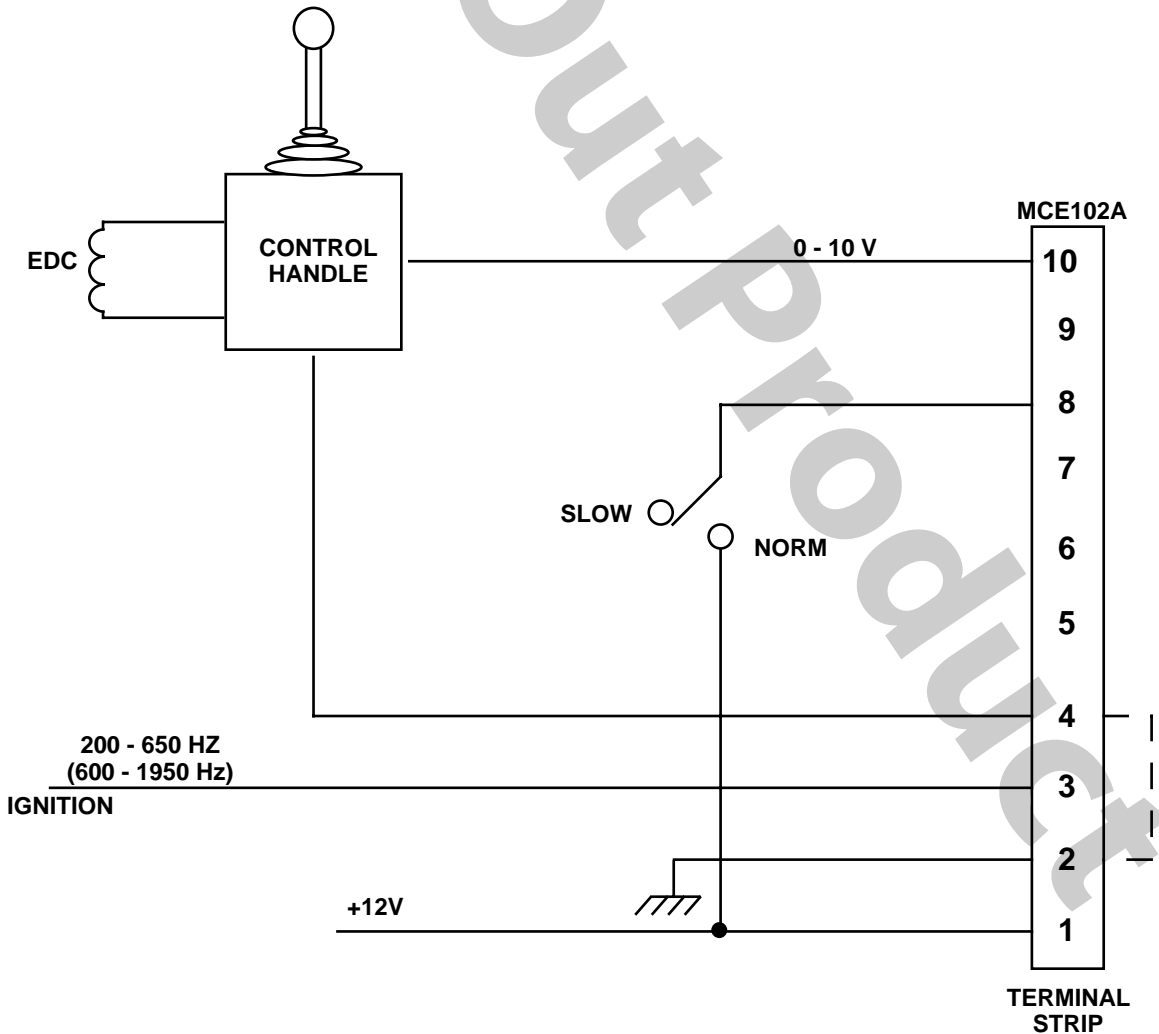 Out Product
MCE102A
CONTROL
HANDLE
EDC
0 - 10 V
10
9
8
7
SLOW
NORM
6
5
4
200 - 650 HZ
(600 - 1950 Hz)
IGNITION
3
2
+12V
1
TERMINAL
STRIP